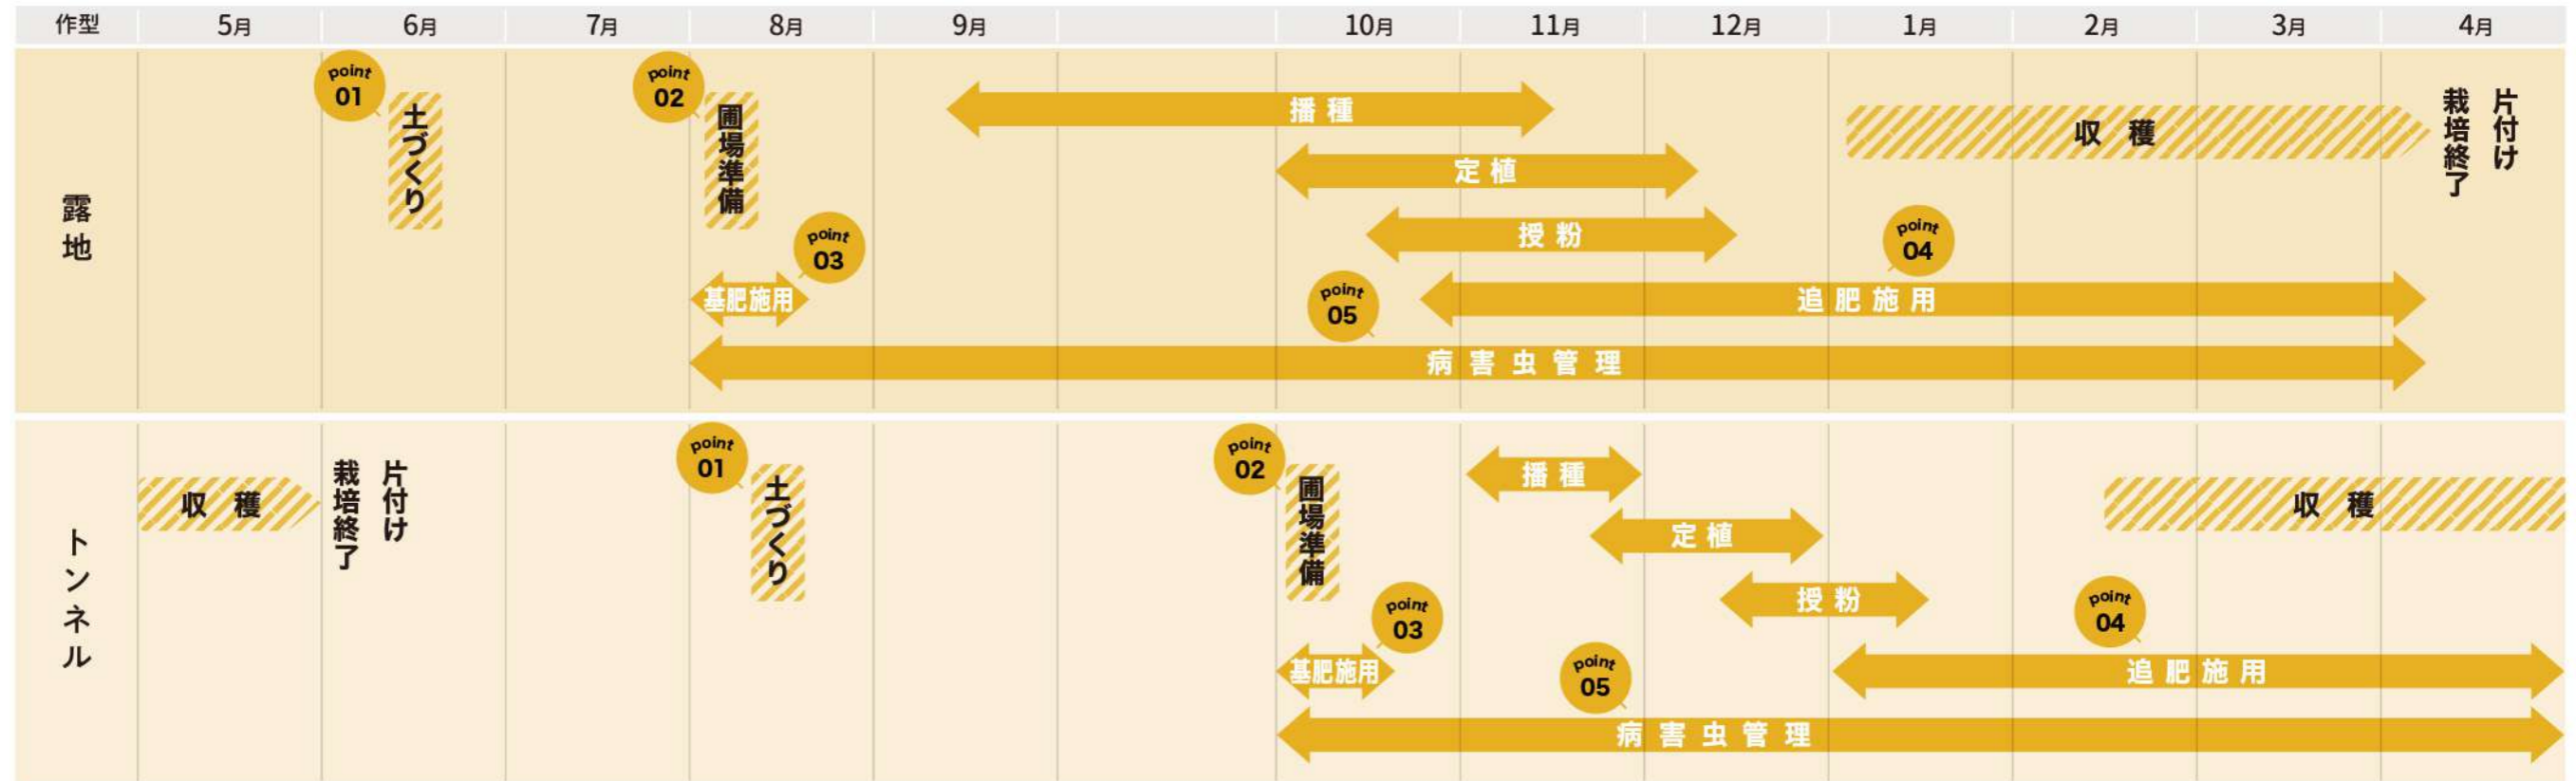 作型 5月 6月 7月 8月 9月 10月 11月 12月 1月 2月 3月 4月
露地
point 01
土づくり
point 02
圃場準備
播種
定植
授粉
point 03
基肥施用
point 04
追肥施用
point 05
病害虫管理
収穫
片付け
栽培終了
トンネル
収穫
片付け
栽培終了
point 01
土づくり
point 02
圃場準備
播種
定植
授粉
point 03
基肥施用
point 04
追肥施用
point 05
病害虫管理
収穫